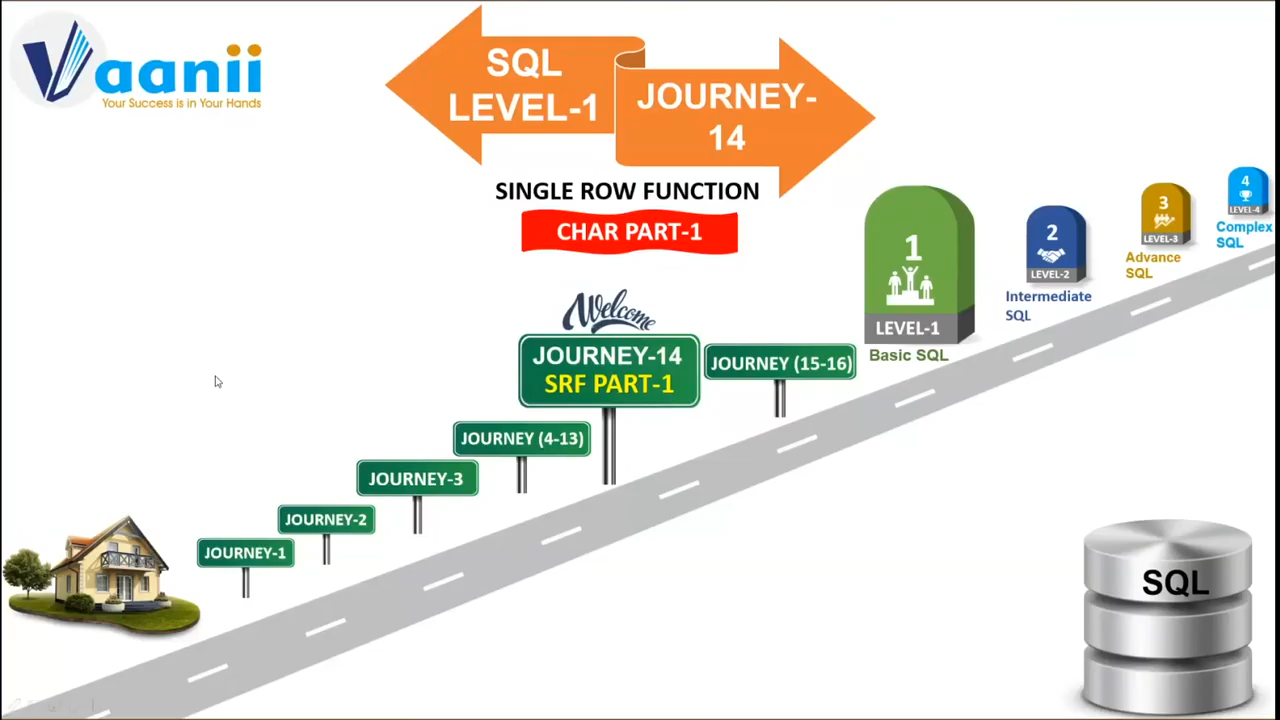 Vaanii
Your Success is in Your Hands
SQL
LEVEL-1
JOURNEY-
14
SINGLE ROW FUNCTION
CHAR PART-1
Welcome
JOURNEY-14
SRF PART-1
JOURNEY (15-16)
JOURNEY (4-13)
JOURNEY-3
JOURNEY-2
JOURNEY-1
1
LEVEL-1
Basic SQL
2
LEVEL-2
Intermediate
SQL
3
LEVEL-3
Advance
SQL
4
LEVEL-4
Complex
SQL
SQL